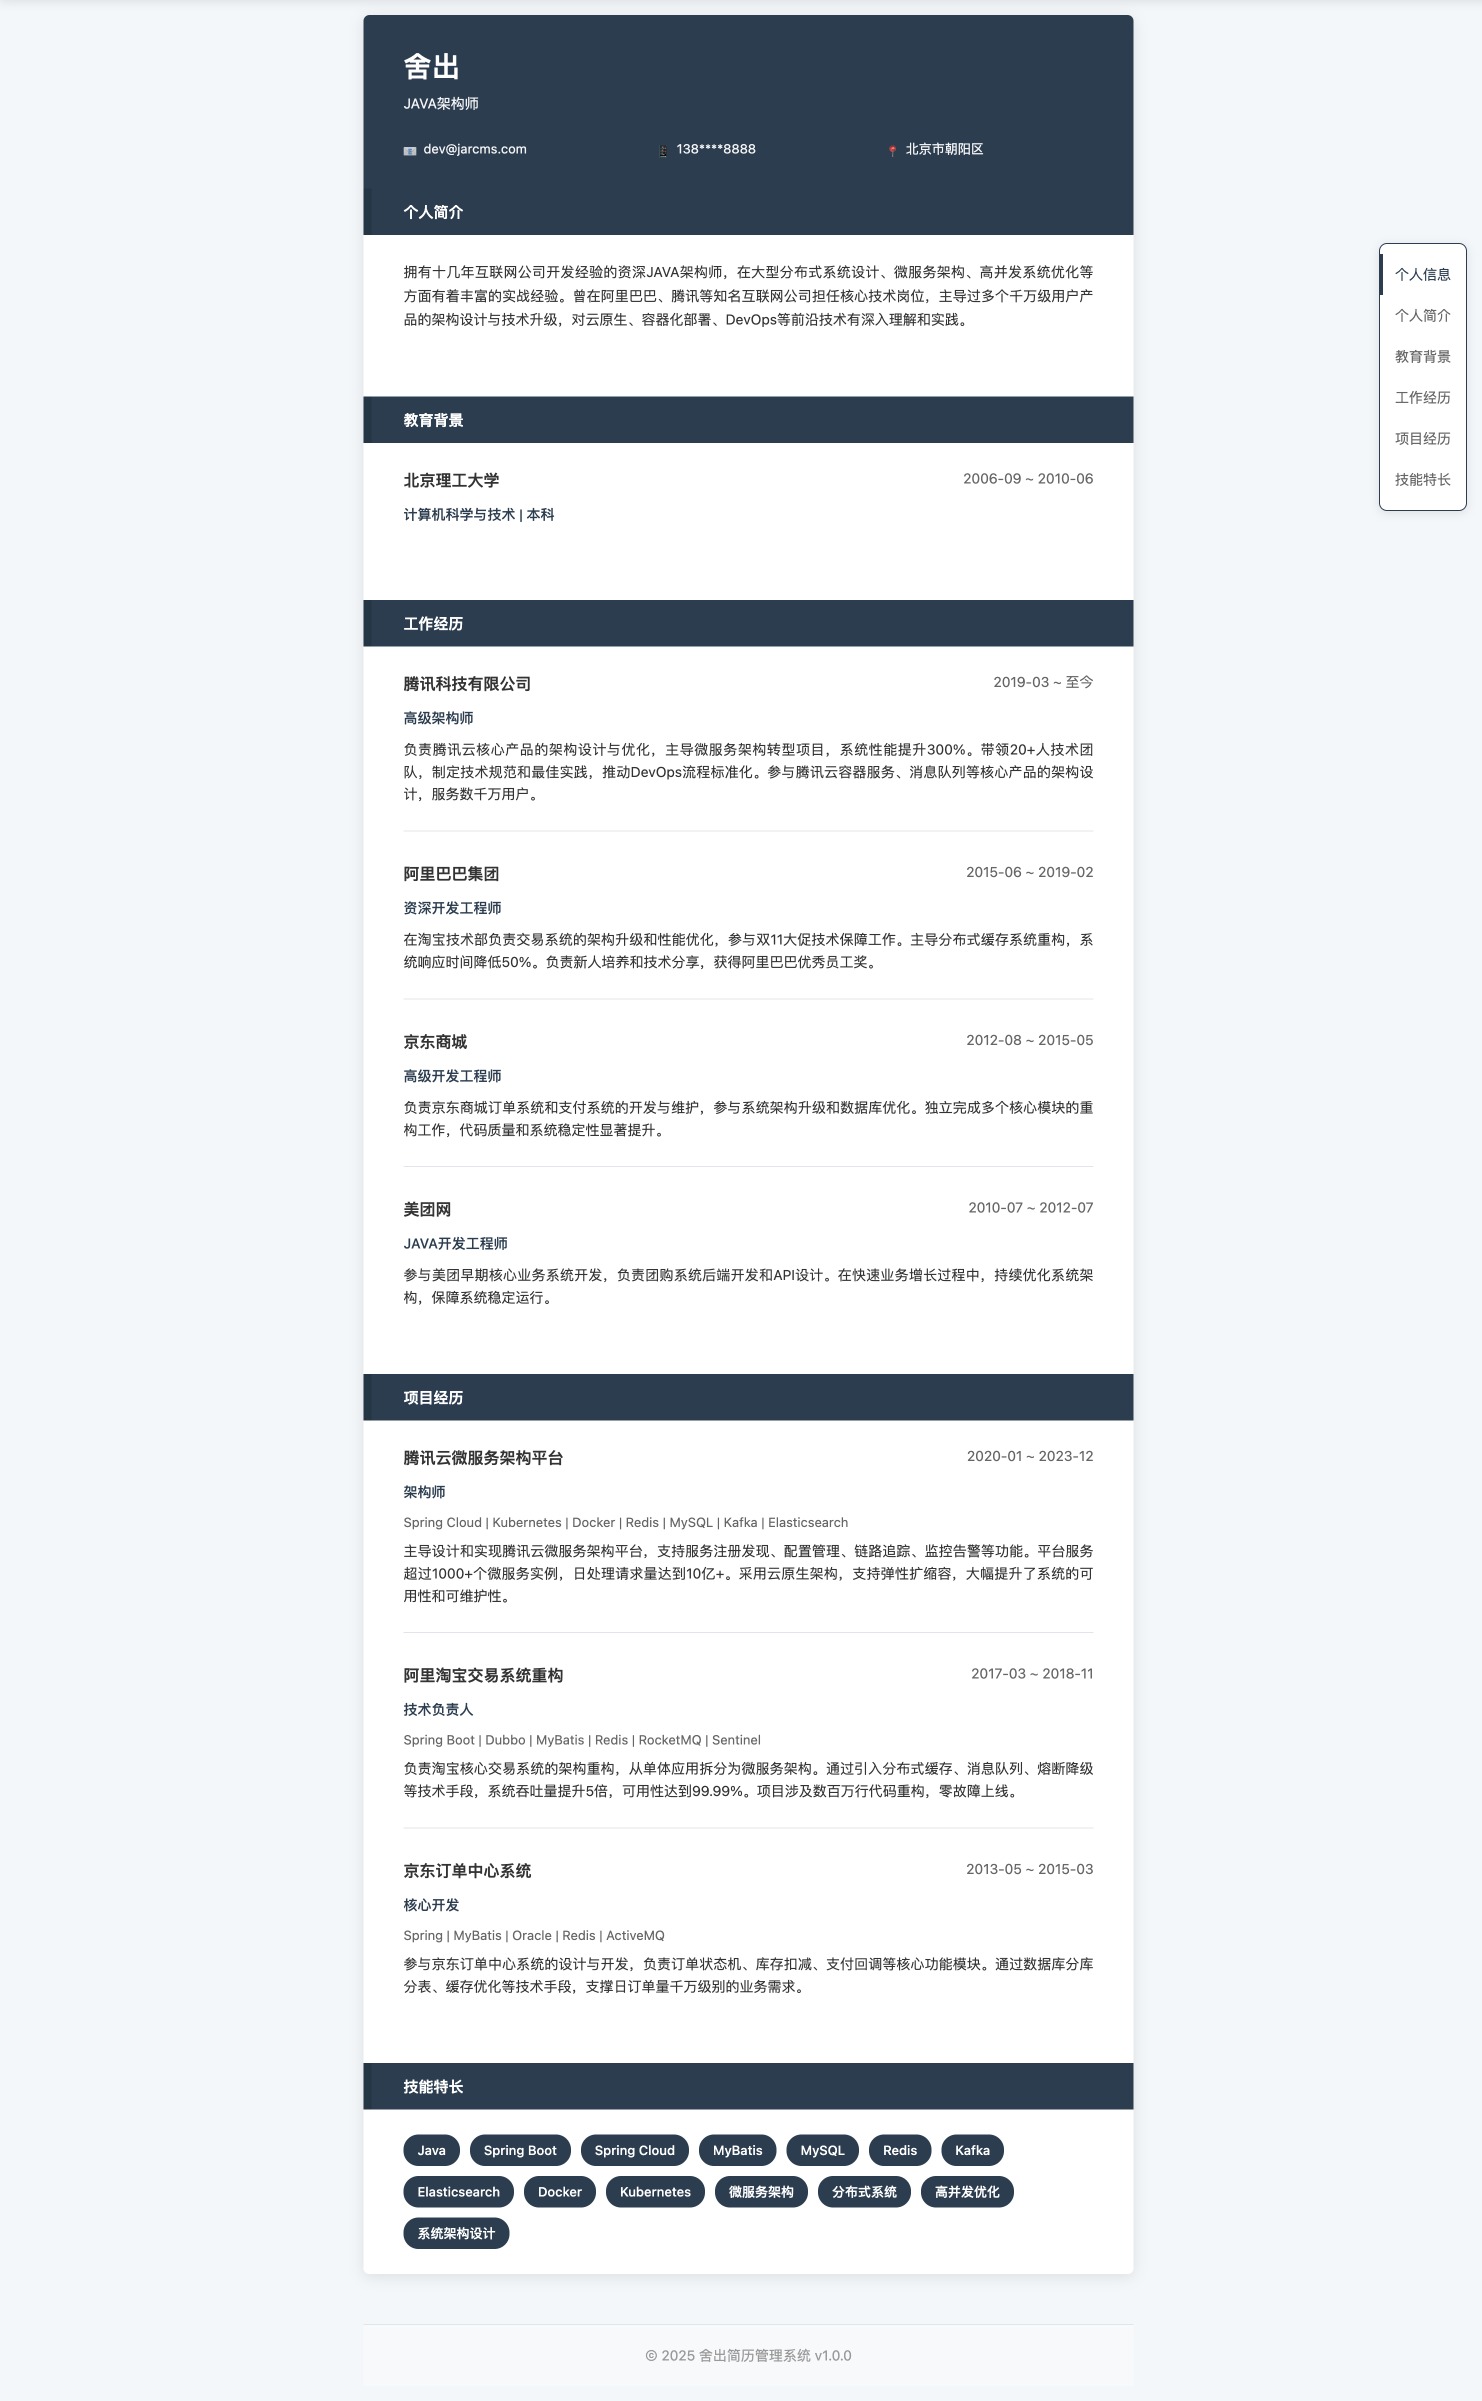 舍出
JAVA架构师
dev@jarcms.com 138****8888 北京市朝阳区
个人简介
拥有十几年互联网公司开发经验的资深JAVA架构师，在大型分布式系统设计、微服务架构、高并发系统优化等
方面有着丰富的实战经验。曾在阿里巴巴、腾讯等知名互联网公司担任核心技术岗位，主导过多个千万级用户产
品的架构设计与技术升级，对云原生、容器化部署、DevOps等前沿技术有深入理解和实践。
教育背景
北京理工大学 2006-09 ~ 2010-06
计算机科学与技术 | 本科
工作经历
腾讯科技有限公司 2019-03 ~ 至今
高级架构师
负责腾讯云核心产品的架构设计与优化，主导微服务架构转型项目，系统性能提升300%。带领20+人技术团
队，制定技术规范和最佳实践，推动DevOps流程标准化。参与腾讯云容器服务、消息队列等核心产品的架构设
计，服务数千万用户。
阿里巴巴集团 2015-06 ~ 2019-02
资深开发工程师
在淘宝技术部负责交易系统的架构升级和性能优化，参与双11大促技术保障工作。主导分布式缓存系统重构，系
统响应时间降低50%。负责新人培养和技术分享，获得阿里巴巴优秀员工奖。
京东商城 2012-08 ~ 2015-05
高级开发工程师
负责京东商城订单系统和支付系统的开发与维护，参与系统架构升级和数据库优化。独立完成多个核心模块的重
构工作，代码质量和系统稳定性显著提升。
美团网 2010-07 ~ 2012-07
JAVA开发工程师
参与美团早期核心业务系统开发，负责团购系统后端开发和API设计。在快速业务增长过程中，持续优化系统架
构，保障系统稳定运行。
项目经历
腾讯云微服务架构平台 2020-01 ~ 2023-12
架构师
Spring Cloud | Kubernetes | Docker | Redis | MySQL | Kafka | Elasticsearch
主导设计和实现腾讯云微服务架构平台，支持服务注册发现、配置管理、链路追踪、监控告警等功能。平台服务
超过1000+个微服务实例，日处理请求量达到10亿+。采用云原生架构，支持弹性扩缩容，大幅提升了系统的可
用性和可维护性。
阿里淘宝交易系统重构 2017-03 ~ 2018-11
技术负责人
Spring Boot | Dubbo | MyBatis | Redis | RocketMQ | Sentinel
负责淘宝核心交易系统的架构重构，从单体应用拆分为微服务架构。通过引入分布式缓存、消息队列、熔断降级
等技术手段，系统吞吐量提升5倍，可用性达到99.99%。项目涉及数百万行代码重构，零故障上线。
京东订单中心系统 2013-05 ~ 2015-03
核心开发
Spring | MyBatis | Oracle | Redis | ActiveMQ
参与京东订单中心系统的设计与开发，负责订单状态机、库存扣减、支付回调等核心功能模块。通过数据库分库
分表、缓存优化等技术手段，支撑日订单量千万级别的业务需求。
技能特长
Java Spring Boot Spring Cloud MyBatis MySQL Redis Kafka
Elasticsearch Docker Kubernetes 微服务架构 分布式系统 高并发优化
系统架构设计
© 2025 舍出简历管理系统 v1.0.0
个人信息
个人简介
教育背景
工作经历
项目经历
技能特长